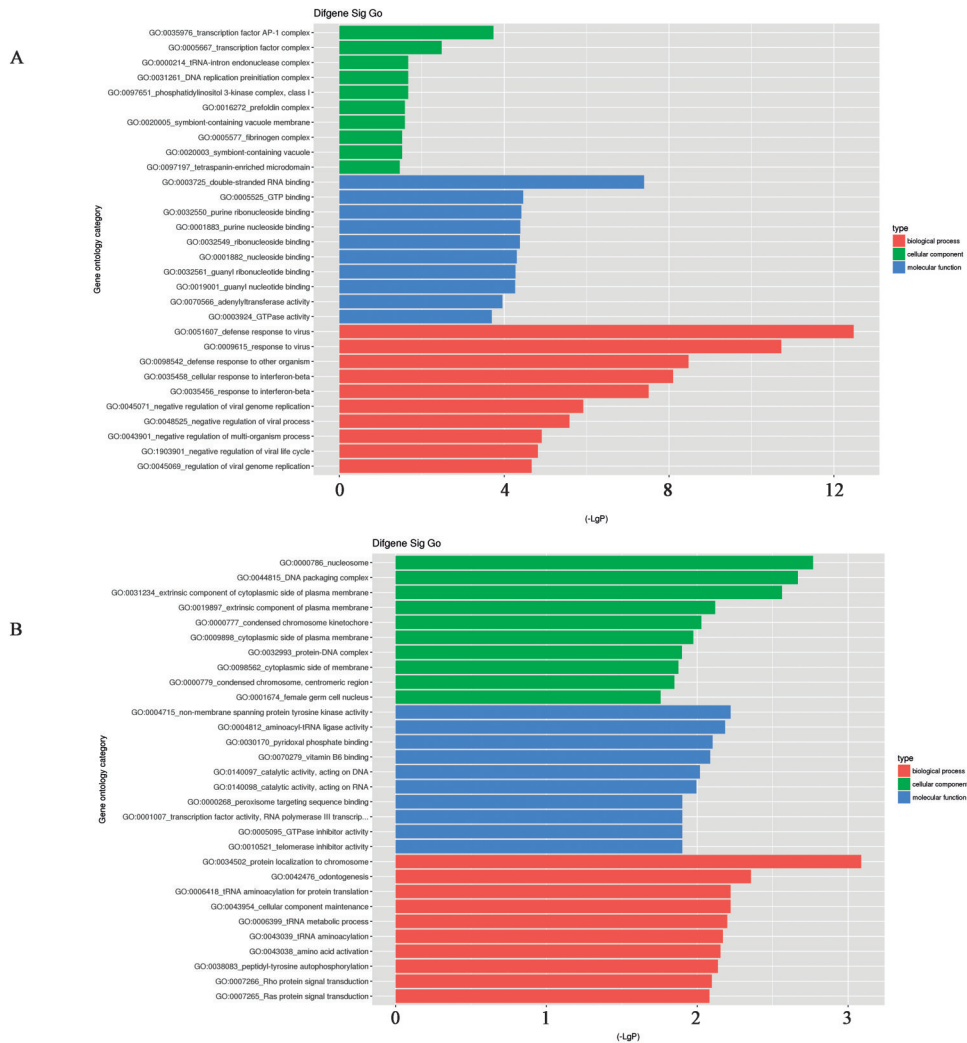 A
Difgene Sig Go
Gene ontology category
GO:0035976_transcription factor AP-1 complex
GO:0005667_transcription factor complex
GO:0000214_tRNA-intron endonuclease complex
GO:0031261_DNA replication preinitiation complex
GO:0097651_phosphatidylinositol 3-kinase complex, class I
GO:0016272_prefoldin complex
GO:0020005_symbiont-containing vacuole membrane
GO:0005577_fibrinogen complex
GO:0020003_symbiont-containing vacuole
GO:0097197_tetraspanin-enriched microdomain
GO:0003725_double-stranded RNA binding
GO:0005525_GTP binding
GO:0032550_purine ribonucleoside binding
GO:0001883_purine nucleoside binding
GO:0032549_ribonucleoside binding
GO:0001882_nucleoside binding
GO:0032561_guanyl ribonucleotide binding
GO:0019001_guanyl nucleotide binding
GO:0070566_adenylyltransferase activity
GO:0003924_GTPase activity
GO:0051607_defense response to virus
GO:0009615_response to virus
GO:0098542_defense response to other organism
GO:0035458_cellular response to interferon-beta
GO:0035456_response to interferon-beta
GO:0045071_negative regulation of viral genome replication
GO:0048525_negative regulation of viral process
GO:0043901_negative regulation of multi-organism process
GO:1903901_negative regulation of viral life cycle
GO:0045069_regulation of viral genome replication
0 4 8 12
(-LgP)
type
biological process
cellular component
molecular function
B
Difgene Sig Go
Gene ontology category
GO:0000786_nucleosome
GO:0044815_DNA packaging complex
GO:0031234_extrinsic component of cytoplasmic side of plasma membrane
GO:0019897_extrinsic component of plasma membrane
GO:0000777_condensed chromosome kinetochore
GO:0009898_cytoplasmic side of plasma membrane
GO:0032993_protein-DNA complex
GO:0098562_cytoplasmic side of membrane
GO:0000779_condensed chromosome, centromeric region
GO:0001674_female germ cell nucleus
GO:0004715_non-membrane spanning protein tyrosine kinase activity
GO:0004812_aminoacyl-tRNA ligase activity
GO:0030170_pyridoxal phosphate binding
GO:0070279_vitamin B6 binding
GO:0140097_catalytic activity, acting on DNA
GO:0140098_catalytic activity, acting on RNA
GO:0000268_peroxisome targeting sequence binding
GO:0001007_transcription factor activity, RNA polymerase III transcrip...
GO:0005095_GTPase inhibitor activity
GO:0010521_telomerase inhibitor activity
GO:0034502_protein localization to chromosome
GO:0042476_odontogenesis
GO:0006418_tRNA aminoacylation for protein translation
GO:0043954_cellular component maintenance
GO:0006399_tRNA metabolic process
GO:0043039_tRNA aminoacylation
GO:0043038_amino acid activation
GO:0038083_peptidyl-tyrosine autophosphorylation
GO:0007266_Rho protein signal transduction
GO:0007265_Ras protein signal transduction
0 1 2 3
(-LgP)
type
biological process
cellular component
molecular function